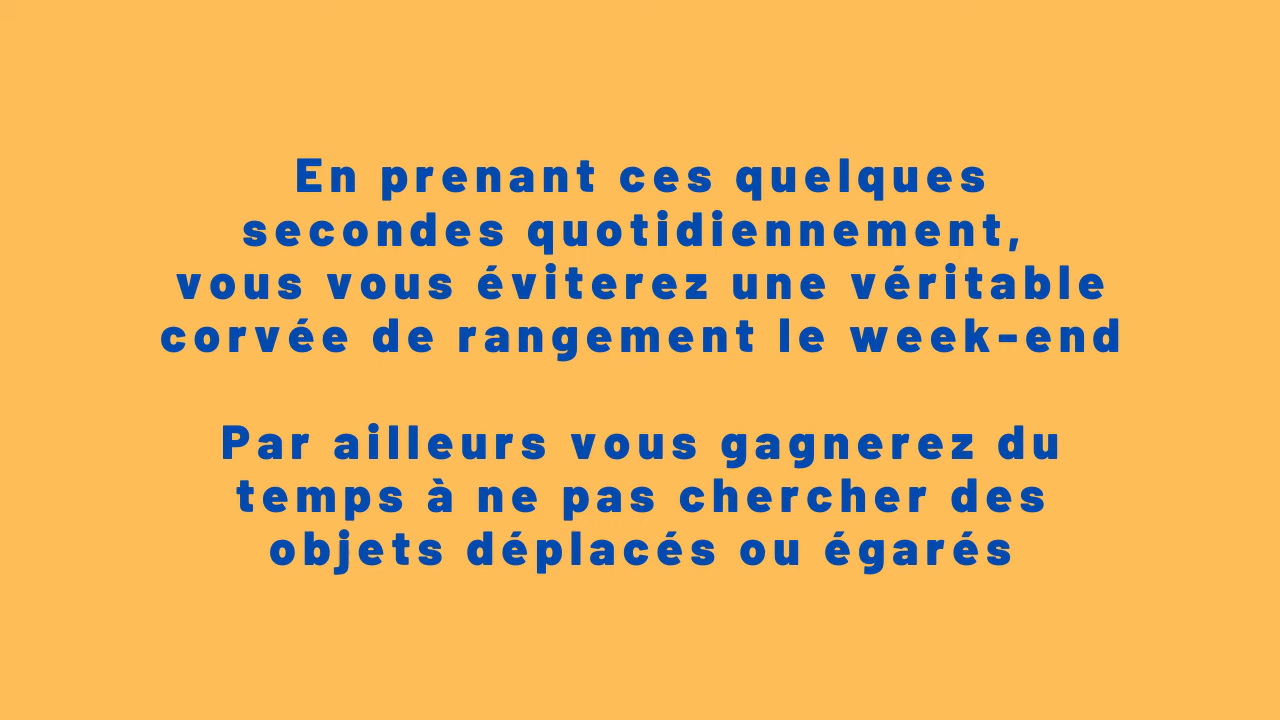 En prenant ces quelques
secondes quotidiennement,
vous vous éviterez une véritable
corvée de rangement le week-end
Par ailleurs vous gagnerez du
temps à ne pas chercher des
objets déplacés ou égarés